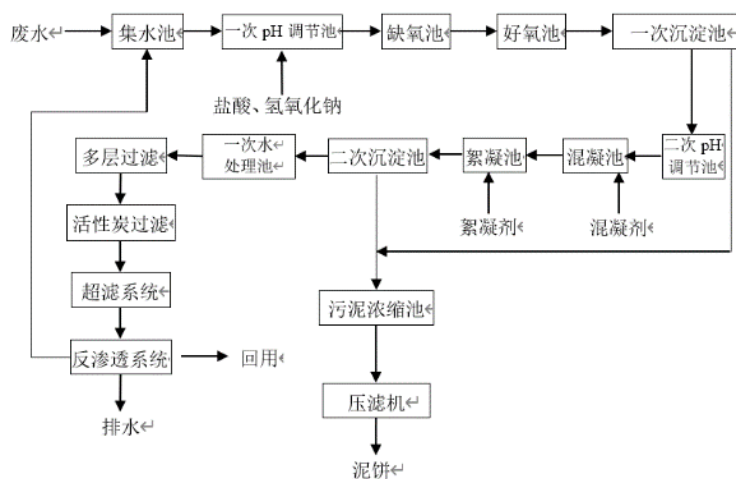 废水↵
集水池
一次 pH 调节池
缺氧池
好氧池
一次沉淀池
盐酸、氢氧化钠
多层过滤
一次水↵
处理池
二次沉淀池
絮凝池
混凝池
二次 pH
调节池
絮凝剂
混凝剂
活性炭过滤
超滤系统
污泥浓缩池
反渗透系统
回用
压滤机
排水↵
泥饼↵